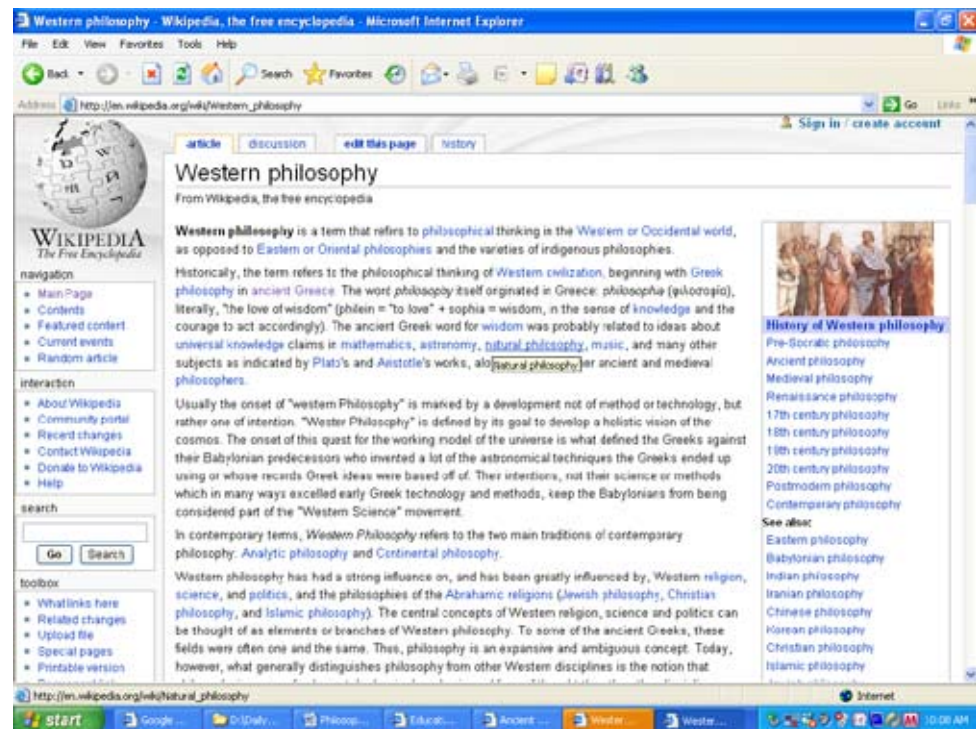 Western philosophy - Wikipedia, the free encyclopedia - Microsoft Internet Explorer
File Edit View Favorites Tools Help
Back Search Favorites
Address http://en.wikipedia.org/wiki/Western_philosophy Go Links
Sign in / create account
article discussion edit this page history
Western philosophy
From Wikipedia, the free encyclopedia
WIKIPEDIA
The Free Encyclopedia
navigation
Main Page
Contents
Featured content
Current events
Random article
interaction
About Wikipedia
Community portal
Recent changes
Contact Wikipedia
Donate to Wikipedia
Help
search
Go Search
toolbox
What links here
Related changes
Upload file
Special pages
Printable version
Western philosophy is a term that refers to philosophical thinking in the Western or Occidental world,
as opposed to Eastern or Oriental philosophies and the varieties of indigenous philosophies.
Historically, the term refers to the philosophical thinking of Western civilization, beginning with Greek
philosophy in ancient Greece. The word philosophy itself originated in Greece: philosophia (φιλοσοφία),
literally, "the love of wisdom" (philein = "to love" + sophia = wisdom, in the sense of knowledge and the
courage to act accordingly). The ancient Greek word for wisdom was probably related to ideas about
universal knowledge claims in mathematics, astronomy, natural philosophy, music, and many other
subjects as indicated by Plato's and Aristotle's works, alo Natural philosophy er ancient and medieval
philosophers.
Usually the onset of "western Philosophy" is marked by a development not of method or technology, but
rather one of intention. "Wester Philosophy" is defined by its goal to develop a holistic vision of the
cosmos. The onset of this quest for the working model of the universe is what defined the Greeks against
their Babylonian predecessors who invented a lot of the astronomical techniques the Greeks ended up
using or whose records Greek ideas were based off of. Their intentions, not their science or methods
which in many ways excelled early Greek technology and methods, keep the Babylonians from being
considered part of the "Western Science" movement.
In contemporary terms, Western Philosophy refers to the two main traditions of contemporary
philosophy: Analytic philosophy and Continental philosophy.
Western philosophy has had a strong influence on, and has been greatly influenced by, Western religion,
science, and politics, and the philosophies of the Abrahamic religions (Jewish philosophy, Christian
philosophy, and Islamic philosophy). The central concepts of Western religion, science and politics can
be thought of as elements or branches of Western philosophy. To some of the ancient Greeks, these
fields were often one and the same. Thus, philosophy is an expansive and ambiguous concept. Today,
however, what generally distinguishes philosophy from other Western disciplines is the notion that
History of Western philosophy
Pre-Socratic philosophy
Ancient philosophy
Medieval philosophy
Renaissance philosophy
17th century philosophy
18th century philosophy
19th century philosophy
20th century philosophy
Postmodern philosophy
Contemporary philosophy
See also:
Eastern philosophy
Babylonian philosophy
Indian philosophy
Iranian philosophy
Chinese philosophy
Korean philosophy
Christian philosophy
Islamic philosophy
http://en.wikipedia.org/wiki/Natural_philosophy Internet
start Google ... D:\Daily... Philosop... Educati... Ancient ... Wester... Wester... 10:08 AM